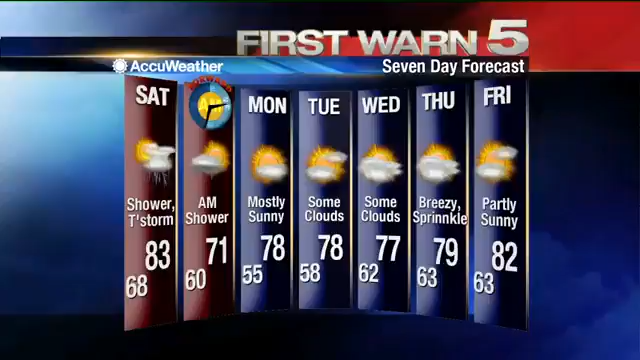 FIRST WARN 5
AccuWeather
Seven Day Forecast
SAT
MON
TUE
WED
THU
FRI
Shower,
T'storm
AM
Shower
Mostly
Sunny
Some
Clouds
Some
Clouds
Breezy,
Sprinnkle
Partly
Sunny
83
68
71
60
78
55
78
58
77
62
79
63
82
63